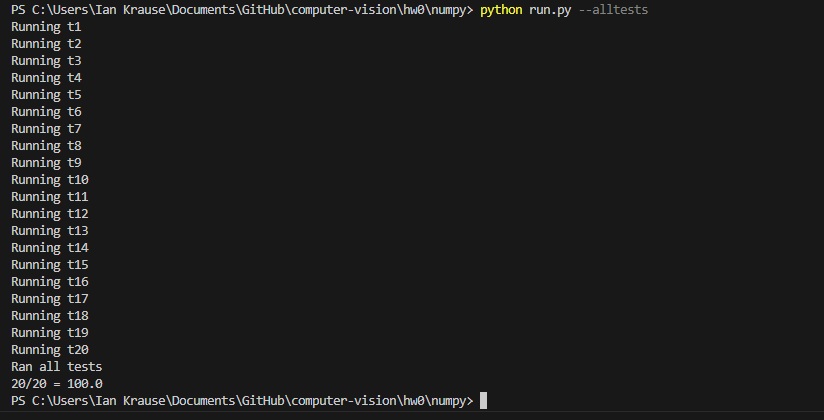 PS C:\Users\Ian Krause\Documents\GitHub\computer-vision\hw0\numpy> python run.py --alltests
Running t1
Running t2
Running t3
Running t4
Running t5
Running t6
Running t7
Running t8
Running t9
Running t10
Running t11
Running t12
Running t13
Running t14
Running t15
Running t16
Running t17
Running t18
Running t19
Running t20
Ran all tests
20/20 = 100.0
PS C:\Users\Ian Krause\Documents\GitHub\computer-vision\hw0\numpy>